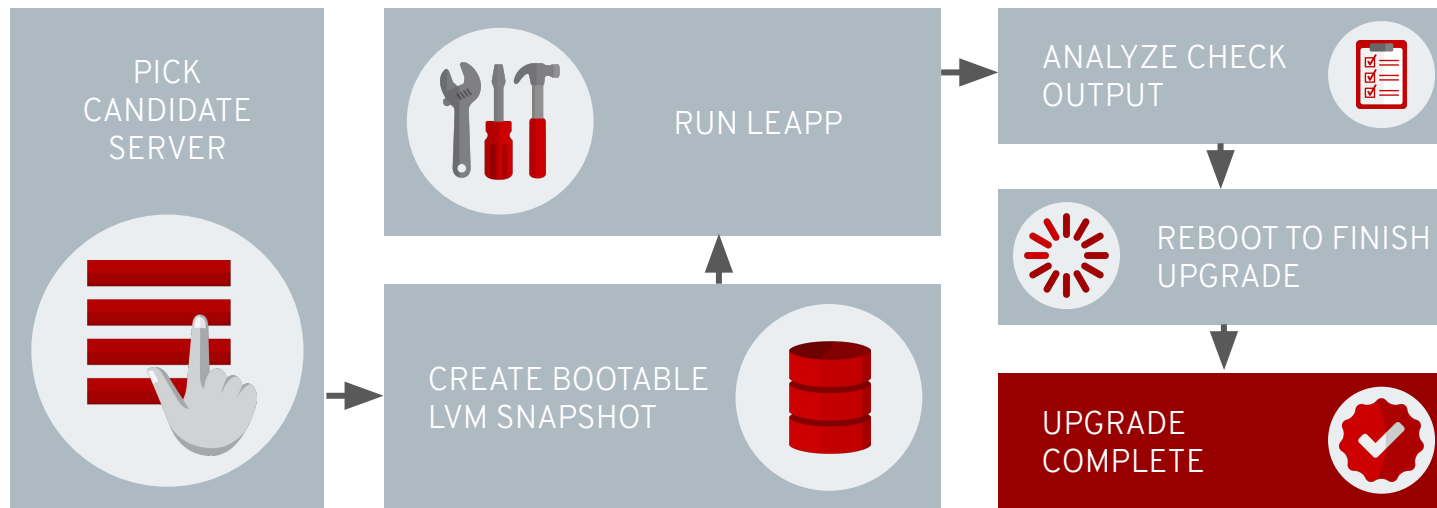 PICK
CANDIDATE
SERVER
CREATE BOOTABLE
LVM SNAPSHOT
RUN LEAPP
ANALYZE CHECK
OUTPUT
REBOOT TO FINISH
UPGRADE
UPGRADE
COMPLETE